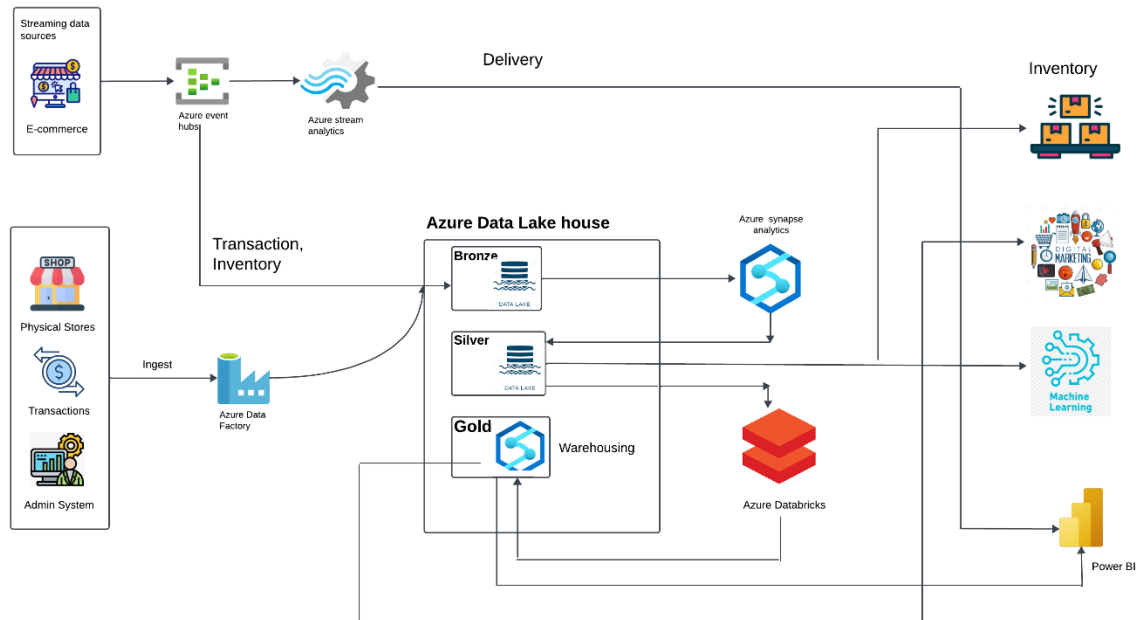 Streaming data
sources
E-commerce
Azure event
hubs
Azure stream
analytics
Delivery
Inventory
Transaction,
Inventory
Azure Data Lake house
Azure synapse
analytics
Bronze
DATA LAKE
DIGITAL
MARKETING
SHOP
Physical Stores
Silver
DATA LAKE
Ingest
Transactions
Azure Data
Factory
Machine
Learning
Gold
Warehousing
Admin System
Azure Databricks
Power BI